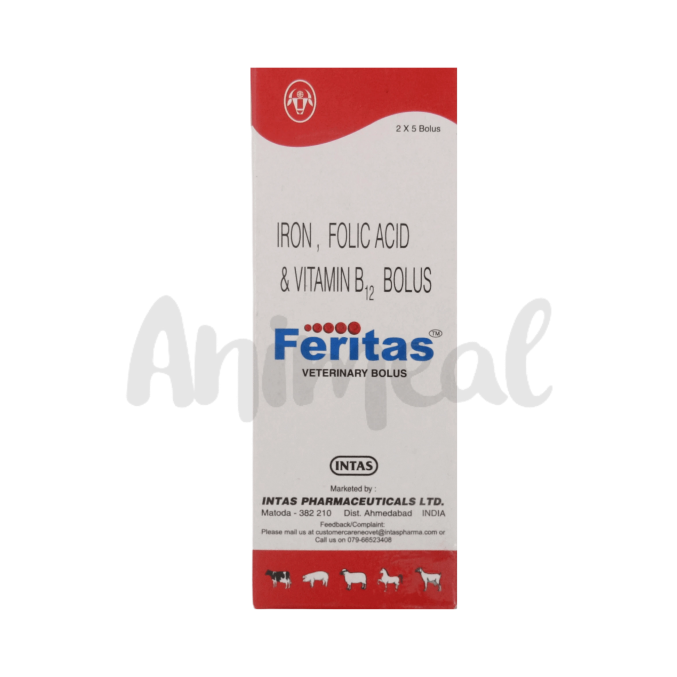 2 X 5 Bolus
IRON, FOLIC ACID
& VITAMIN B12 BOLUS
Feritas™
VETERINARY BOLUS
Animeal
INTAS
Marketed by :
INTAS PHARMACEUTICALS LTD.
Matoda - 382 210 Dist. Ahmedabad INDIA
Feedback/Complaint:
Please mail us at customercareneovet@intaspharma.com or
Call us on 079-66523408